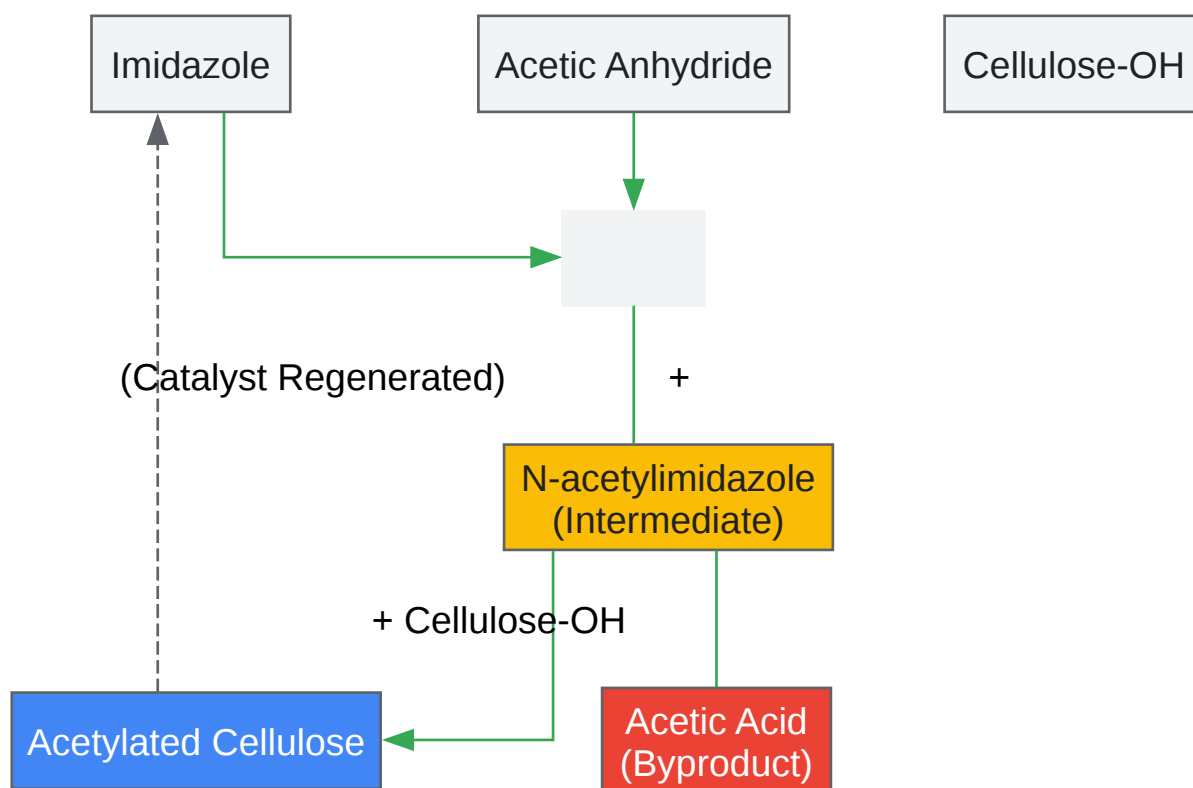 Imidazole
Acetic Anhydride
Cellulose-OH
(Catalyst Regenerated)
+
N-acetylimidazole
(Intermediate)
+ Cellulose-OH
Acetylated Cellulose
Acetic Acid
(Byproduct)